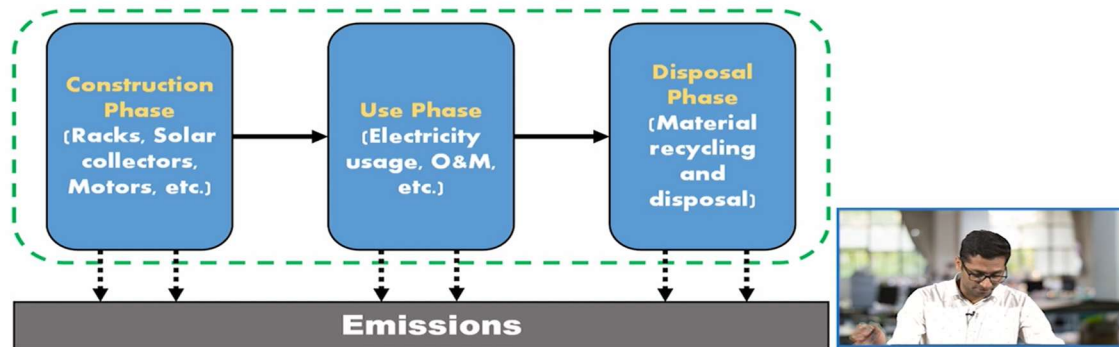 Construction
Phase
(Racks, Solar
collectors,
Motors, etc.)
Use Phase
(Electricity
usage, O&M,
etc.)
Disposal
Phase
(Material
recycling
and
disposal)
Emissions